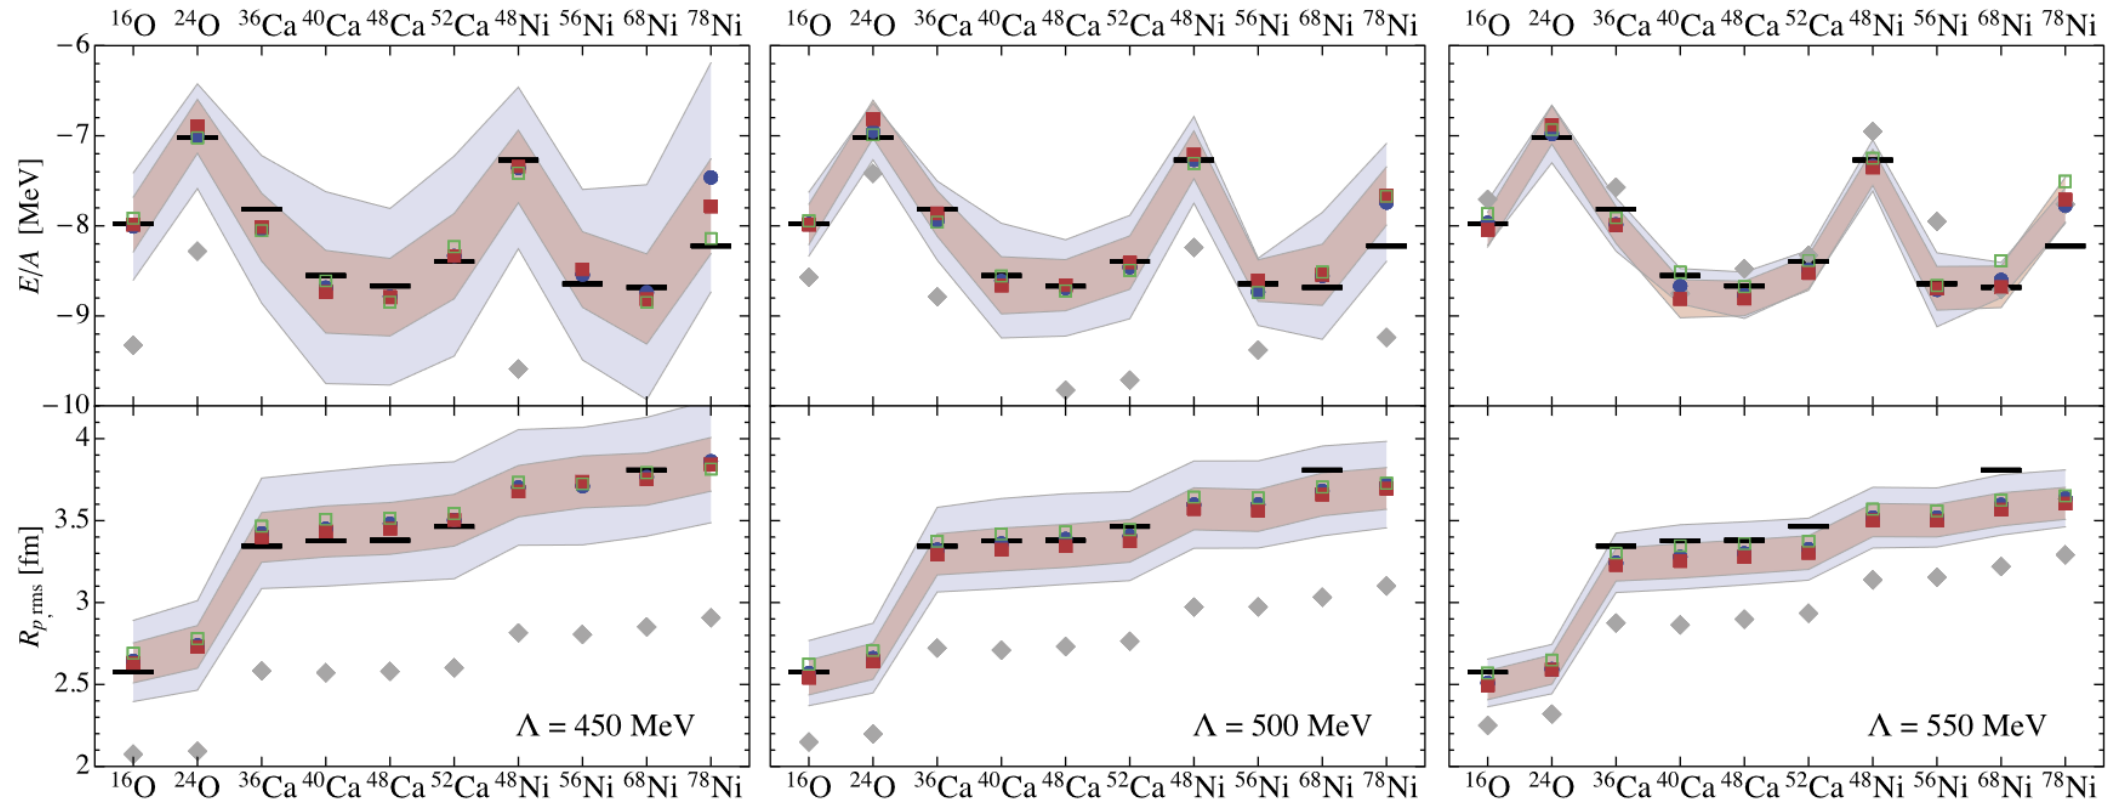 16O 24O 36Ca 40Ca 48Ca 52Ca 48Ni 56Ni 68Ni 78Ni 16O 24O 36Ca 40Ca 48Ca 52Ca 48Ni 56Ni 68Ni 78Ni 16O 24O 36Ca 40Ca 48Ca 52Ca 48Ni 56Ni 68Ni 78Ni
−6
−7
−8
−9
−10
E/A [MeV]
4
3.5
3
2.5
2
Rp,rms [fm]
Λ = 450 MeV
Λ = 500 MeV
Λ = 550 MeV
16O 24O 36Ca 40Ca 48Ca 52Ca 48Ni 56Ni 68Ni 78Ni 16O 24O 36Ca 40Ca 48Ca 52Ca 48Ni 56Ni 68Ni 78Ni 16O 24O 36Ca 40Ca 48Ca 52Ca 48Ni 56Ni 68Ni 78Ni